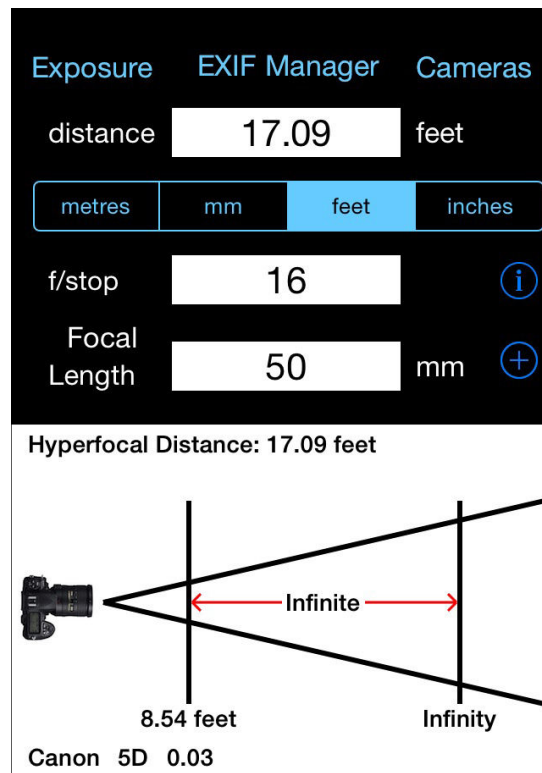 Exposure EXIF Manager Cameras
distance 17.09 feet
metres mm feet inches
f/stop 16 i
Focal
Length 50 mm +
Hyperfocal Distance: 17.09 feet
Infinite
8.54 feet Infinity
Canon 5D 0.03